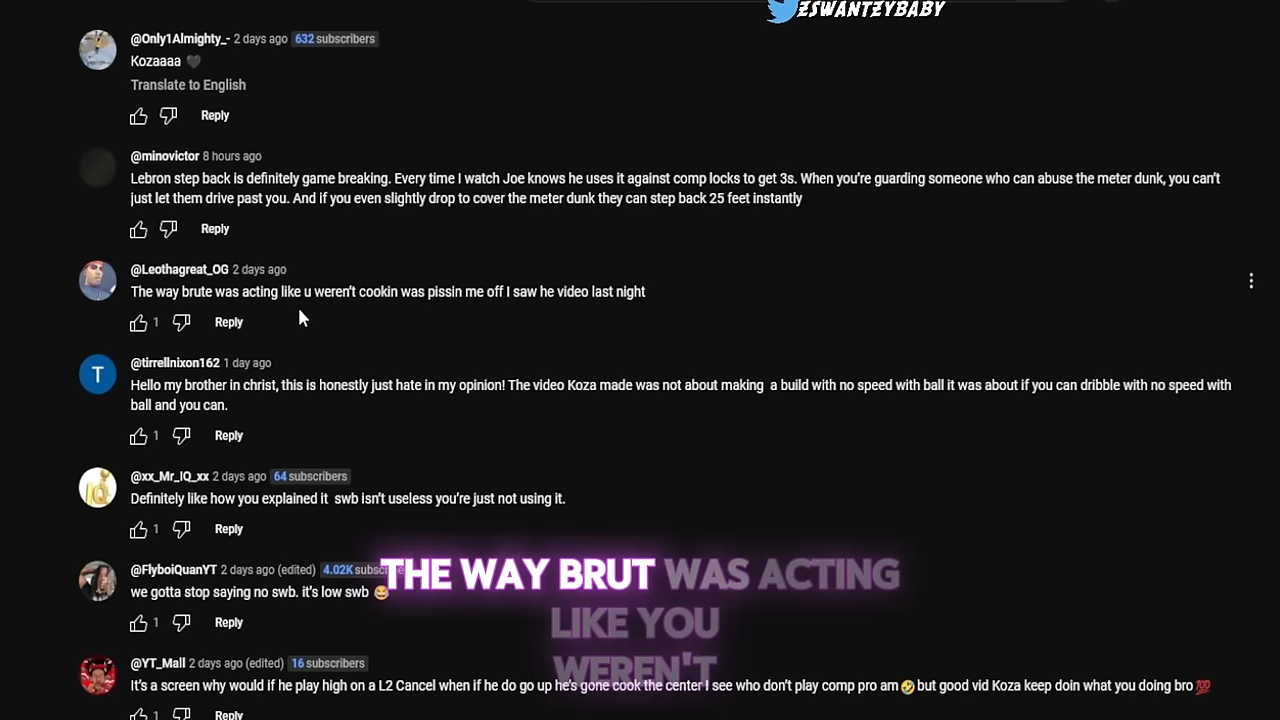 ZSWANTZYBABY
@Only1Almighty_- 2 days ago 632 subscribers
Kozaaaa 🖤
Translate to English
Reply
@minovictor 8 hours ago
Lebron step back is definitely game breaking. Every time I watch Joe knows he uses it against comp locks to get 3s. When you're guarding someone who can abuse the meter dunk, you can't
just let them drive past you. And if you even slightly drop to cover the meter dunk they can step back 25 feet instantly
Reply
@Leothagreat_OG 2 days ago
The way brute was acting like u weren't cookin was pissin me off I saw he video last night
1 Reply
T
@tirrellnixon162 1 day ago
Hello my brother in christ, this is honestly just hate in my opinion! The video Koza made was not about making a build with no speed with ball it was about if you can dribble with no speed with
ball and you can.
1 Reply
IQ
@xx_Mr_IQ_xx 2 days ago 64 subscribers
Definitely like how you explained it swb isn't useless you're just not using it.
1 Reply
@FlyboiQuanYT 2 days ago (edited) 4.02K subscr
THE WAY BRUT WAS ACTING
we gotta stop saying no swb. it's low swb 😂
LIKE YOU
1 Reply
WEREN'T
@YT_Mall 2 days ago (edited) 16 subscribers
It's a screen why would if he play high on a L2 Cancel when if he do go up he's gone cook the center I see who don't play comp pro am 🤣 but good vid Koza keep doin what you doing bro 💯
1 Reply